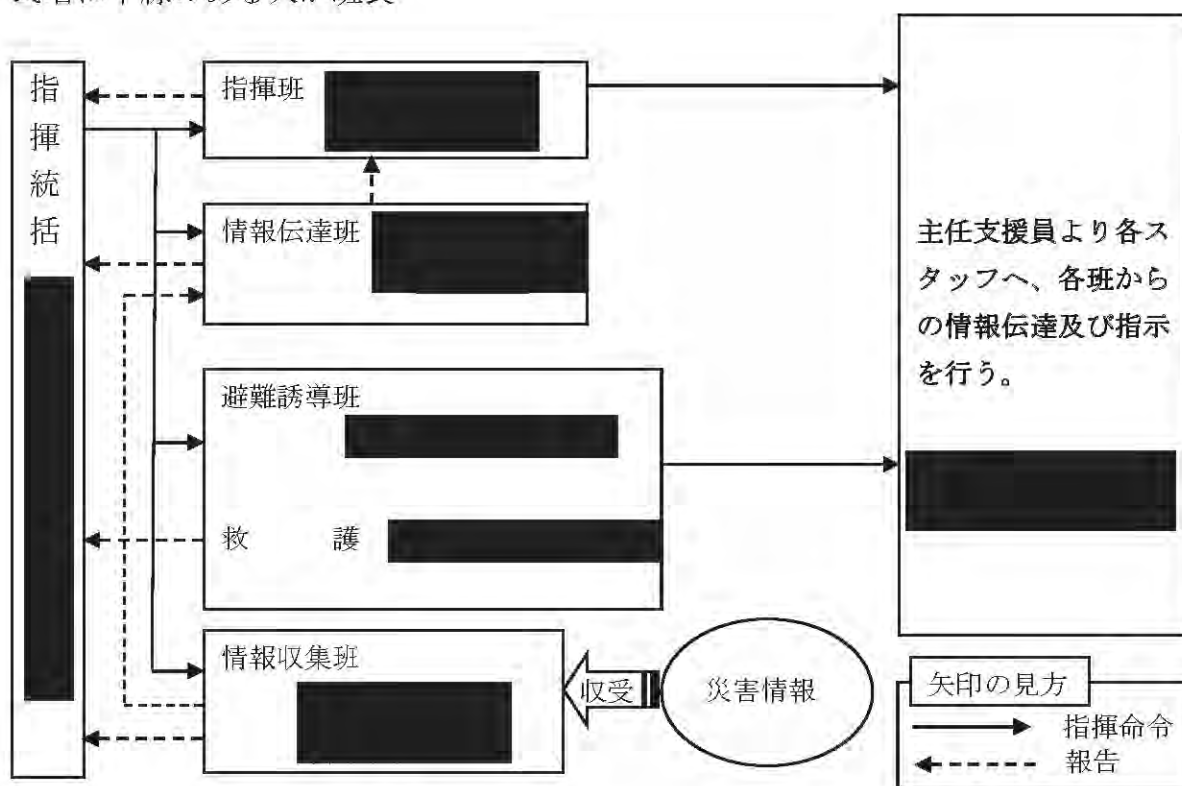 指揮統括
指揮班
情報伝達班
避難誘導班
救　　護
情報収集班
収受
災害情報
主任支援員より各ス
タッフへ、各班から
の情報伝達及び指示
を行う。
矢印の見方
指揮命令
報告